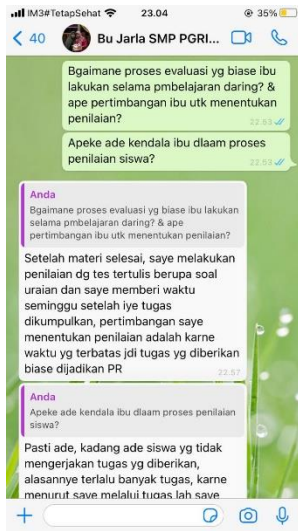 IM3#TetapSehat 23.04 35%
40 Bu Jarla SMP PGRI...
Bgaimane proses evaluasi yg biase ibu
lakukan selama pmbelajaran daring? &
ape pertimbangan ibu utk menentukan
penilaian?
22.53
Apeke ade kendala ibu dlaam proses
penilaian siswa?
22.53
Anda
Bgaimane proses evaluasi yg biase ibu lakukan
selama pmbelajaran daring? & ape
pertimbangan ibu utk menentukan penilaian?
Setelah materi selesai, saye melakukan
penilaian dg tes tertulis berupa soal
uraian dan saye memberi waktu
seminggu setelah iye tugas
dikumpulkan, pertimbangan saye
menentukan penilaian adalah karne
waktu yg terbatas jdi tugas yg diberikan
biase dijadikan PR
22.57
Anda
Apeke ade kendala ibu dlaam proses penilaian
siswa?
Pasti ade, kadang ade siswa yg tidak
mengerjakan tugas yg diberikan,
alasannye terlalu banyak tugas, karne
menurut saye melalui tugas lah saye